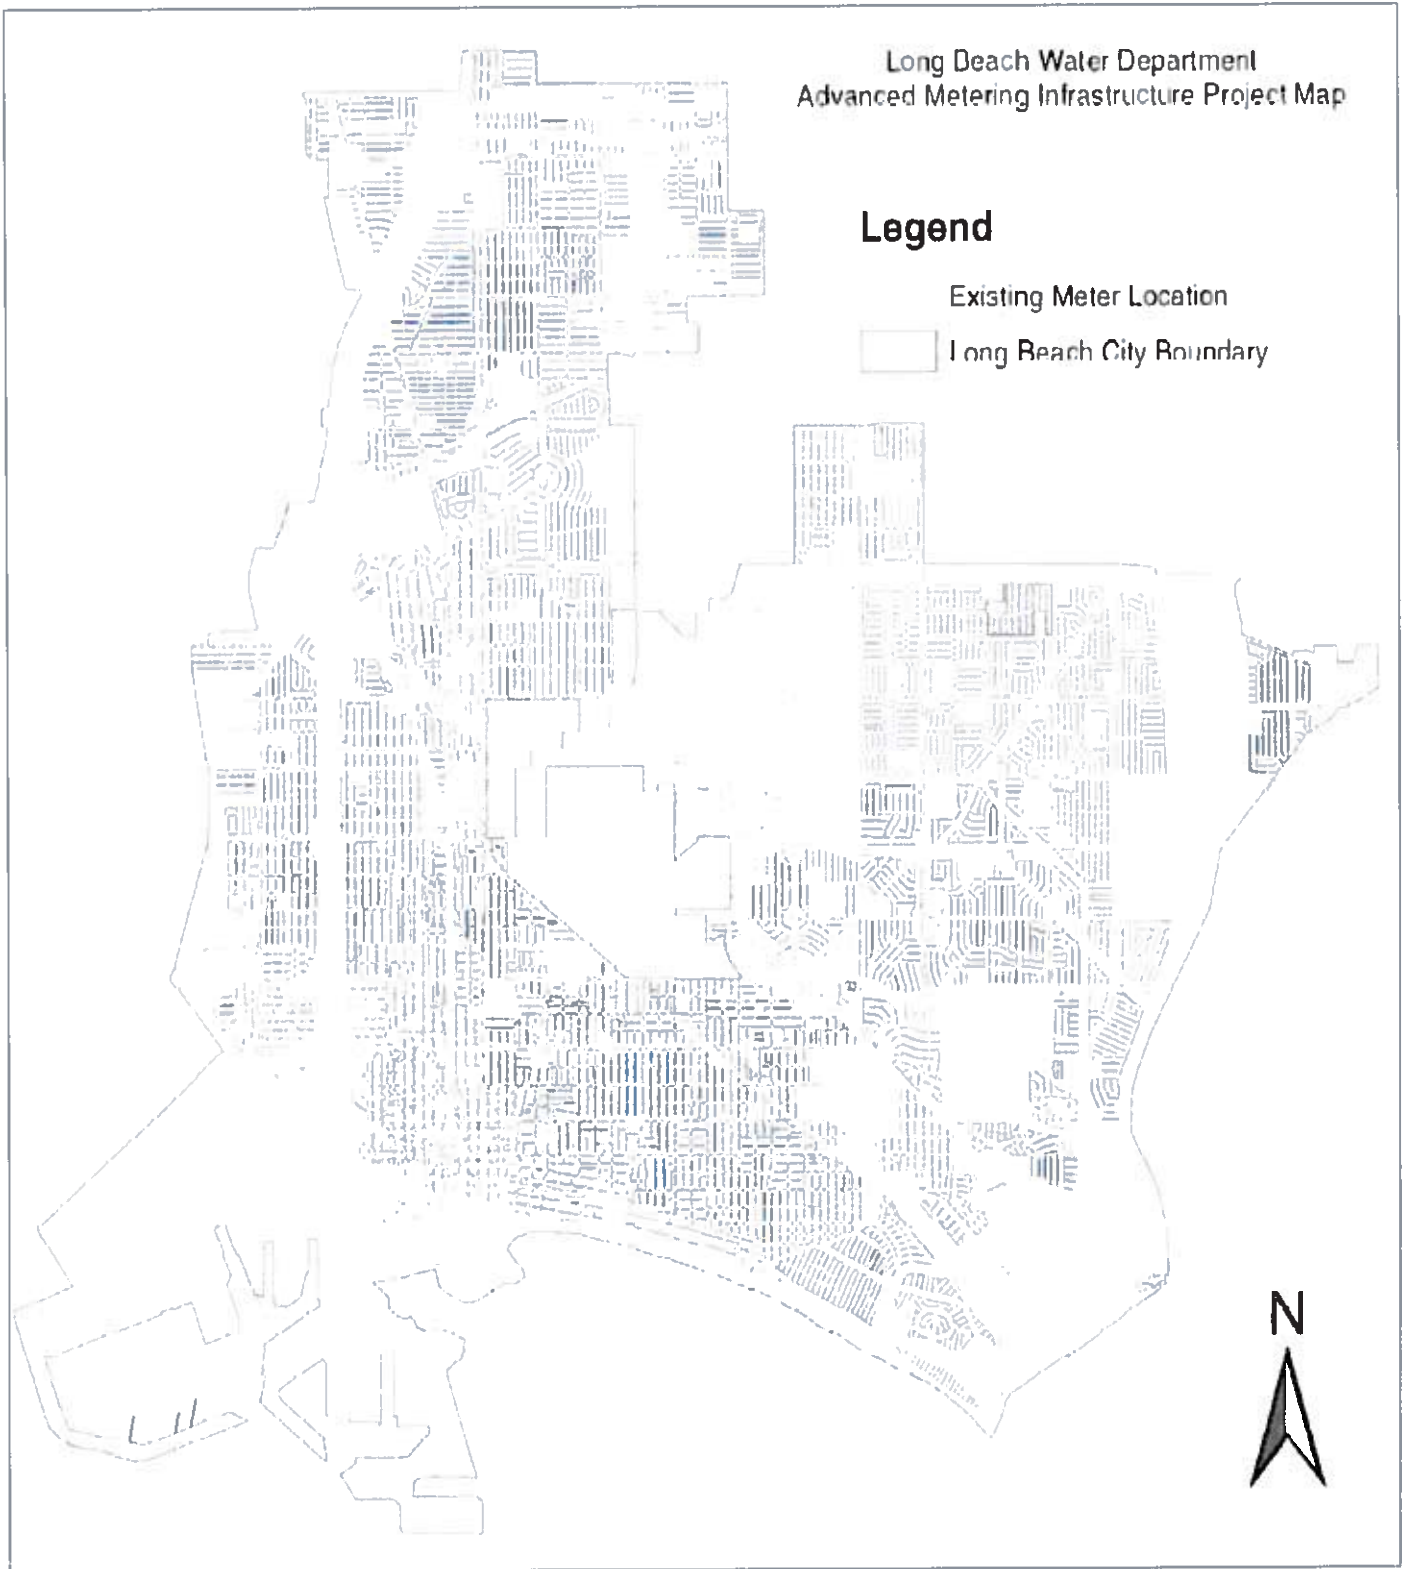 Long Beach Water Department
Advanced Metering Infrastructure Project Map
Legend
Existing Meter Location
Long Beach City Boundary
N